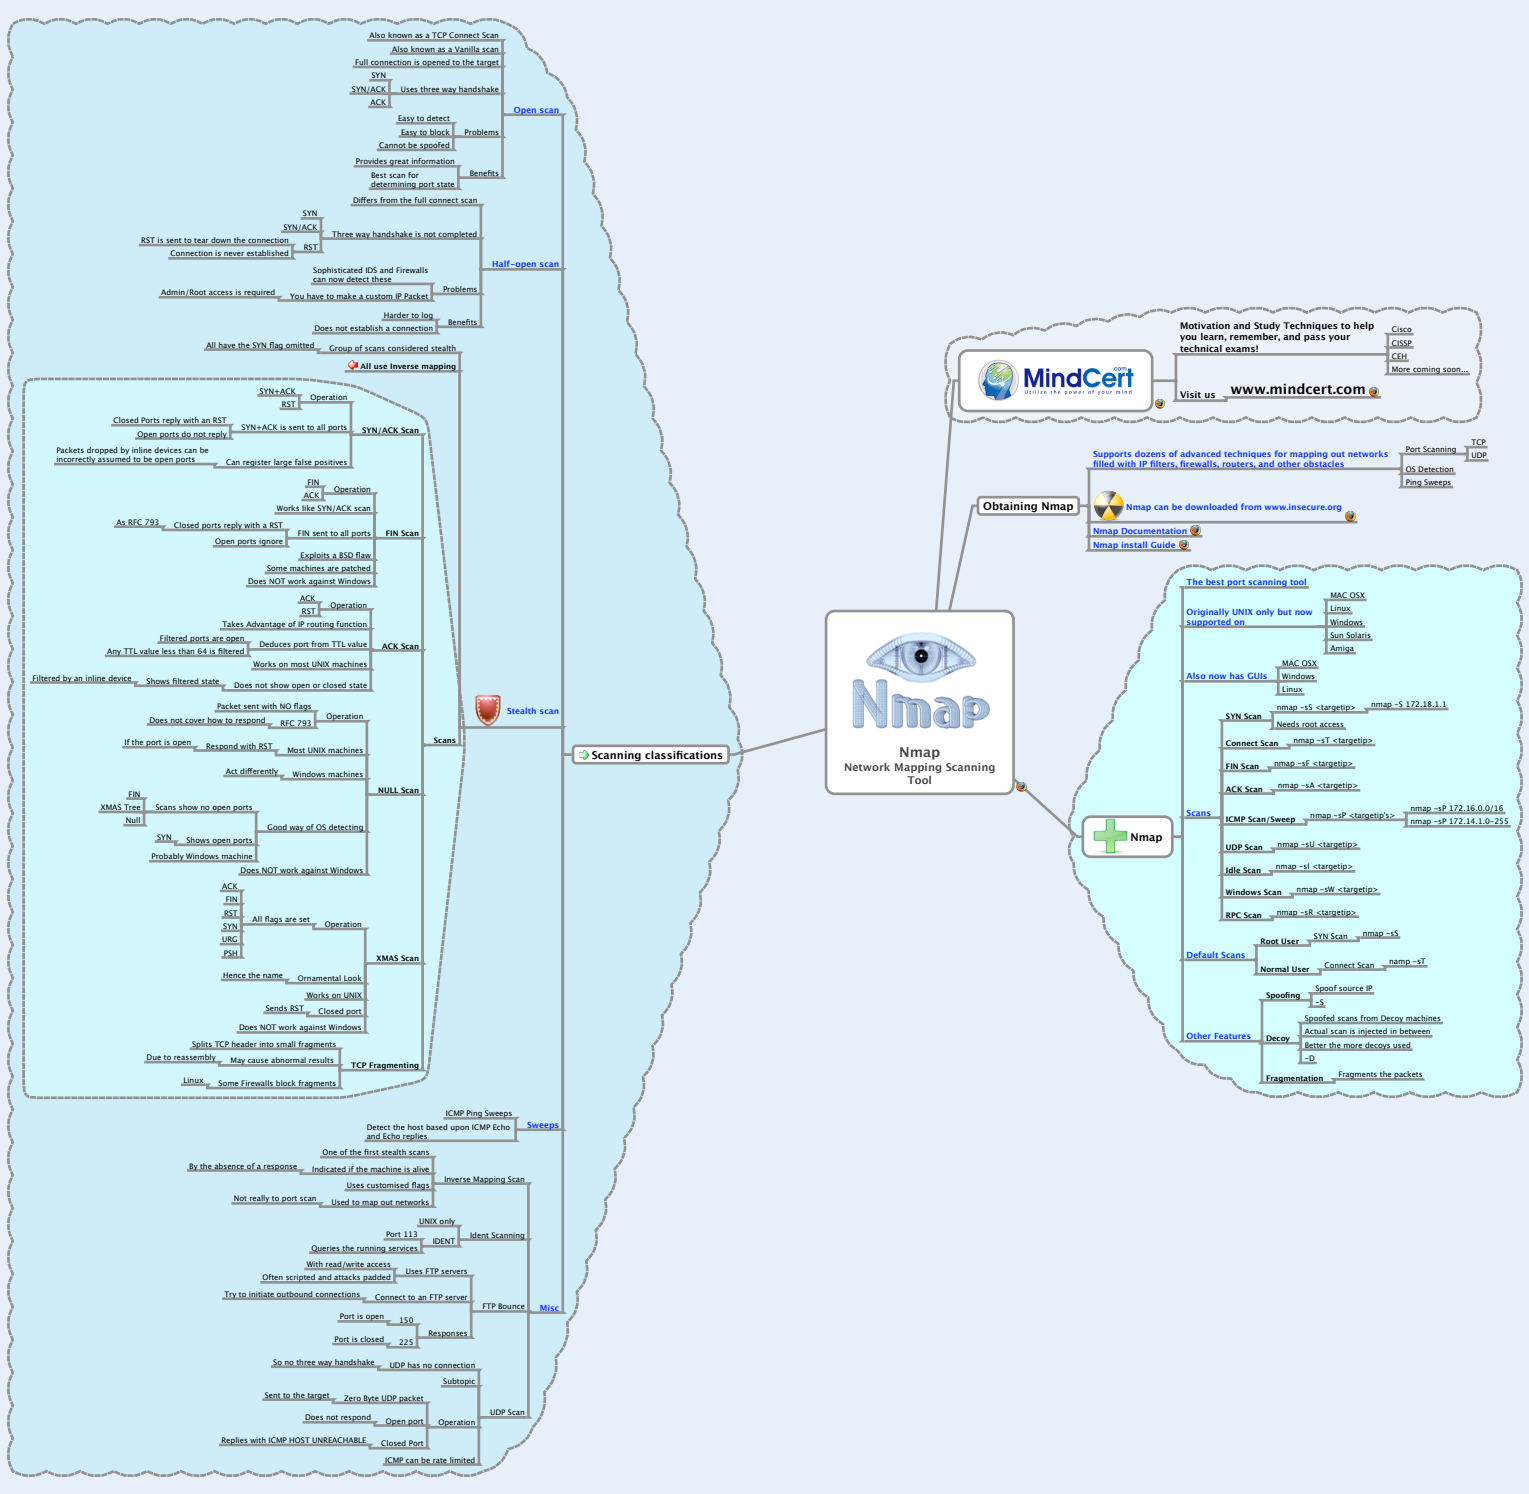 Also known as a TCP Connect Scan
Also known as a Vanilla scan
Full connection is opened to the target
SYN
SYN/ACK
ACK
Uses three way handshake
Easy to detect
Easy to block
Cannot be spoofed
Problems
Provides great information
Best scan for
determining port state
Benefits
Open scan
Differs from the full connect scan
SYN
SYN/ACK
RST is sent to tear down the connection
Connection is never established
RST
Three way handshake is not completed
Sophisticated IDS and Firewalls
can now detect these
Admin/Root access is required
You have to make a custom IP Packet
Problems
Harder to log
Does not establish a connection
Benefits
Half-open scan
All have the SYN flag omitted
Group of scans considered stealth
All use Inverse mapping
SYN+ACK
RST
Operation
Closed Ports reply with an RST
Open ports do not reply
SYN+ACK is sent to all ports
Packets dropped by inline devices can be
incorrectly assumed to be open ports
Can register large false positives
SYN/ACK Scan
FIN
ACK
Operation
Works like SYN/ACK scan
As RFC 793
Closed ports reply with a RST
Open ports ignore
FIN sent to all ports
Exploits a BSD flaw
Some machines are patched
Does NOT work against Windows
FIN Scan
ACK
RST
Operation
Takes Advantage of IP routing function
Filtered ports are open
Any TTL value less than 64 is filtered
Deduces port from TTL value
Works on most UNIX machines
Filtered by an inline device
Shows filtered state
Does not show open or closed state
ACK Scan
Packet sent with NO flags
Does not cover how to respond
RFC 793
Operation
If the port is open
Respond with RST
Most UNIX machines
Act differently
Windows machines
FIN
XMAS Tree
Null
Scans show no open ports
SYN
Shows open ports
Probably Windows machine
Good way of OS detecting
Does NOT work against Windows
NULL Scan
ACK
FIN
RST
SYN
URG
PSH
All flags are set
Operation
Hence the name
Ornamental Look
Works on UNIX
Sends RST
Closed port
Does NOT work against Windows
XMAS Scan
Splits TCP header into small fragments
Due to reassembly
May cause abnormal results
Linux
Some Firewalls block fragments
TCP Fragmenting
Scans
Stealth scan
ICMP Ping Sweeps
Detect the host based upon ICMP Echo
and Echo replies
Sweeps
One of the first stealth scans
By the absence of a response
Indicated if the machine is alive
Uses customised flags
Not really to port scan
Used to map out networks
Inverse Mapping Scan
UNIX only
Port 113
Queries the running services
IDENT
Ident Scanning
With read/write access
Often scripted and attacks padded
Uses FTP servers
Try to initiate outbound connections
Connect to an FTP server
Port is open
150
Port is closed
225
Responses
FTP Bounce
So no three way handshake
UDP has no connection
Subtopic
Sent to the target
Zero Byte UDP packet
Does not respond
Open port
Replies with ICMP HOST UNREACHABLE
Closed Port
Operation
ICMP can be rate limited
UDP Scan
Misc
Scanning classifications
Nmap
Nmap
Network Mapping Scanning
Tool
MindCert
.com
Utilize the power of your mind
Motivation and Study Techniques to help
you learn, remember, and pass your
technical exams!
Cisco
CISSP
CEH
More coming soon...
Visit us
www.mindcert.com
Obtaining Nmap
Supports dozens of advanced techniques for mapping out networks
filled with IP filters, firewalls, routers, and other obstacles
Port Scanning
TCP
UDP
OS Detection
Ping Sweeps
Nmap can be downloaded from www.insecure.org
Nmap Documentation
Nmap install Guide
Nmap
The best port scanning tool
Originally UNIX only but now
supported on
MAC OSX
Linux
Windows
Sun Solaris
Amiga
Also now has GUIs
MAC OSX
Windows
Linux
Scans
SYN Scan
nmap -sS <targetip>
nmap -S 172.18.1.1
Needs root access
Connect Scan
nmap -sT <targetip>
FIN Scan
nmap -sF <targetip>
ACK Scan
nmap -sA <targetip>
ICMP Scan/Sweep
nmap -sP <targetip's>
nmap -sP 172.16.0.0/16
nmap -sP 172.14.1.0-255
UDP Scan
nmap -sU <targetip>
Idle Scan
nmap -sI <targetip>
Windows Scan
nmap -sW <targetip>
RPC Scan
nmap -sR <targetip>
Default Scans
Root User
SYN Scan
nmap -sS
Normal User
Connect Scan
namp -sT
Other Features
Spoofing
Spoof source IP
-S
Decoy
Spoofed scans from Decoy machines
Actual scan is injected in between
Better the more decoys used
-D
Fragmentation
Fragments the packets